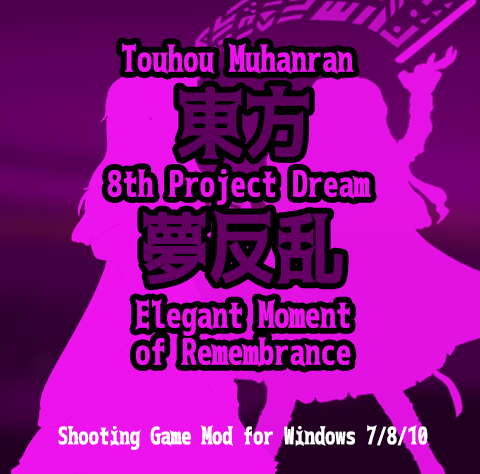 Touhou Muhanran
東方
8th Project Dream
夢反乱
Elegant Moment
of Remembrance
Shooting Game Mod for Windows 7/8/10